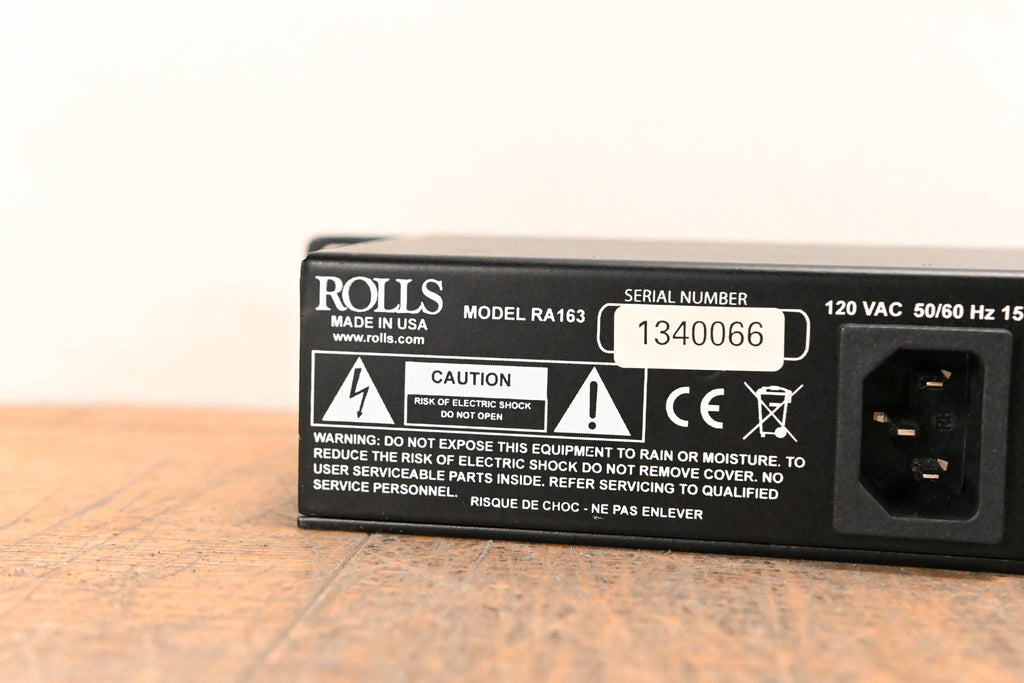 ROLLS
MADE IN USA
www.rolls.com
MODEL RA163
SERIAL NUMBER
1340066
120 VAC 50/60 Hz 15
CAUTION
RISK OF ELECTRIC SHOCK
DO NOT OPEN
CE
WARNING: DO NOT EXPOSE THIS EQUIPMENT TO RAIN OR MOISTURE. TO
REDUCE THE RISK OF ELECTRIC SHOCK DO NOT REMOVE COVER. NO
USER SERVICEABLE PARTS INSIDE. REFER SERVICING TO QUALIFIED
SERVICE PERSONNEL.
RISQUE DE CHOC - NE PAS ENLEVER